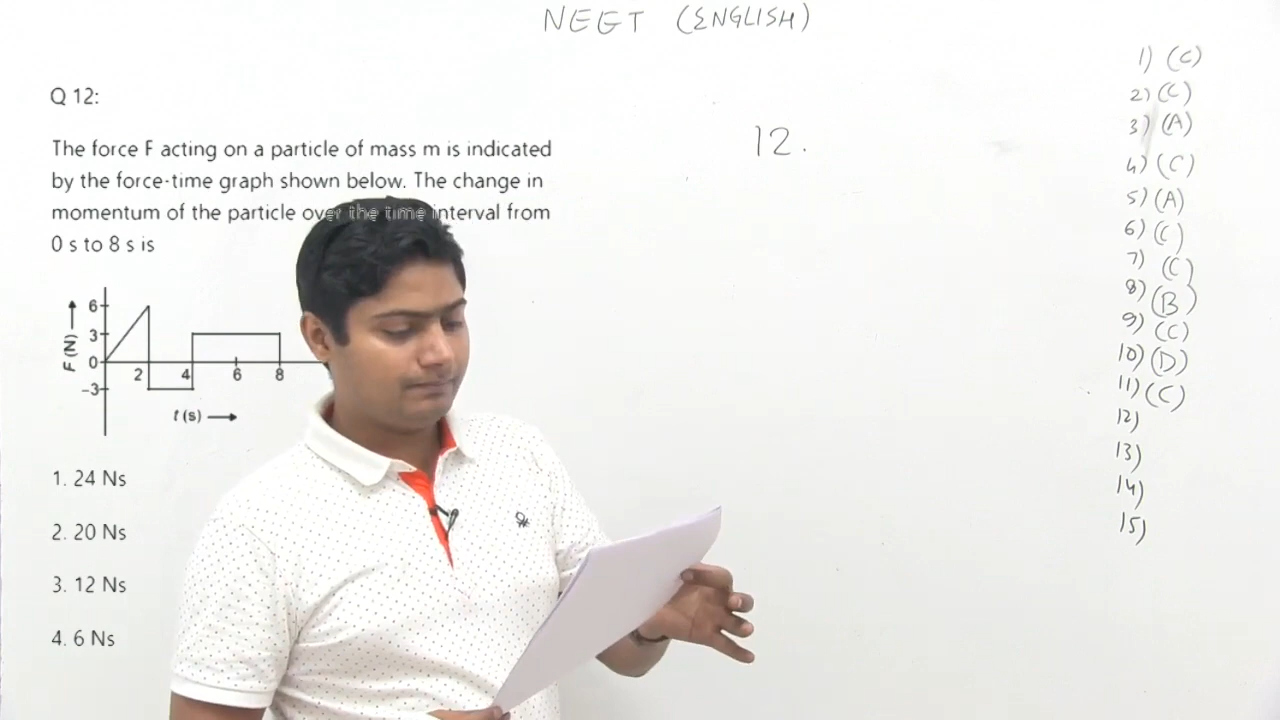 NEET (ENGLISH)
Q 12:
The force F acting on a particle of mass m is indicated
by the force-time graph shown below. The change in
momentum of the particle over the time interval from
0 s to 8 s is
F (N)
6
3
0
–3
2 4 6 8
t (s)
1. 24 Ns
2. 20 Ns
3. 12 Ns
4. 6 Ns
12.
1) (C)
2) (C)
3) (A)
4) (C)
5) (A)
6) (C)
7) (C)
8) (B)
9) (C)
10) (D)
11) (C)
12)
13)
14)
15)